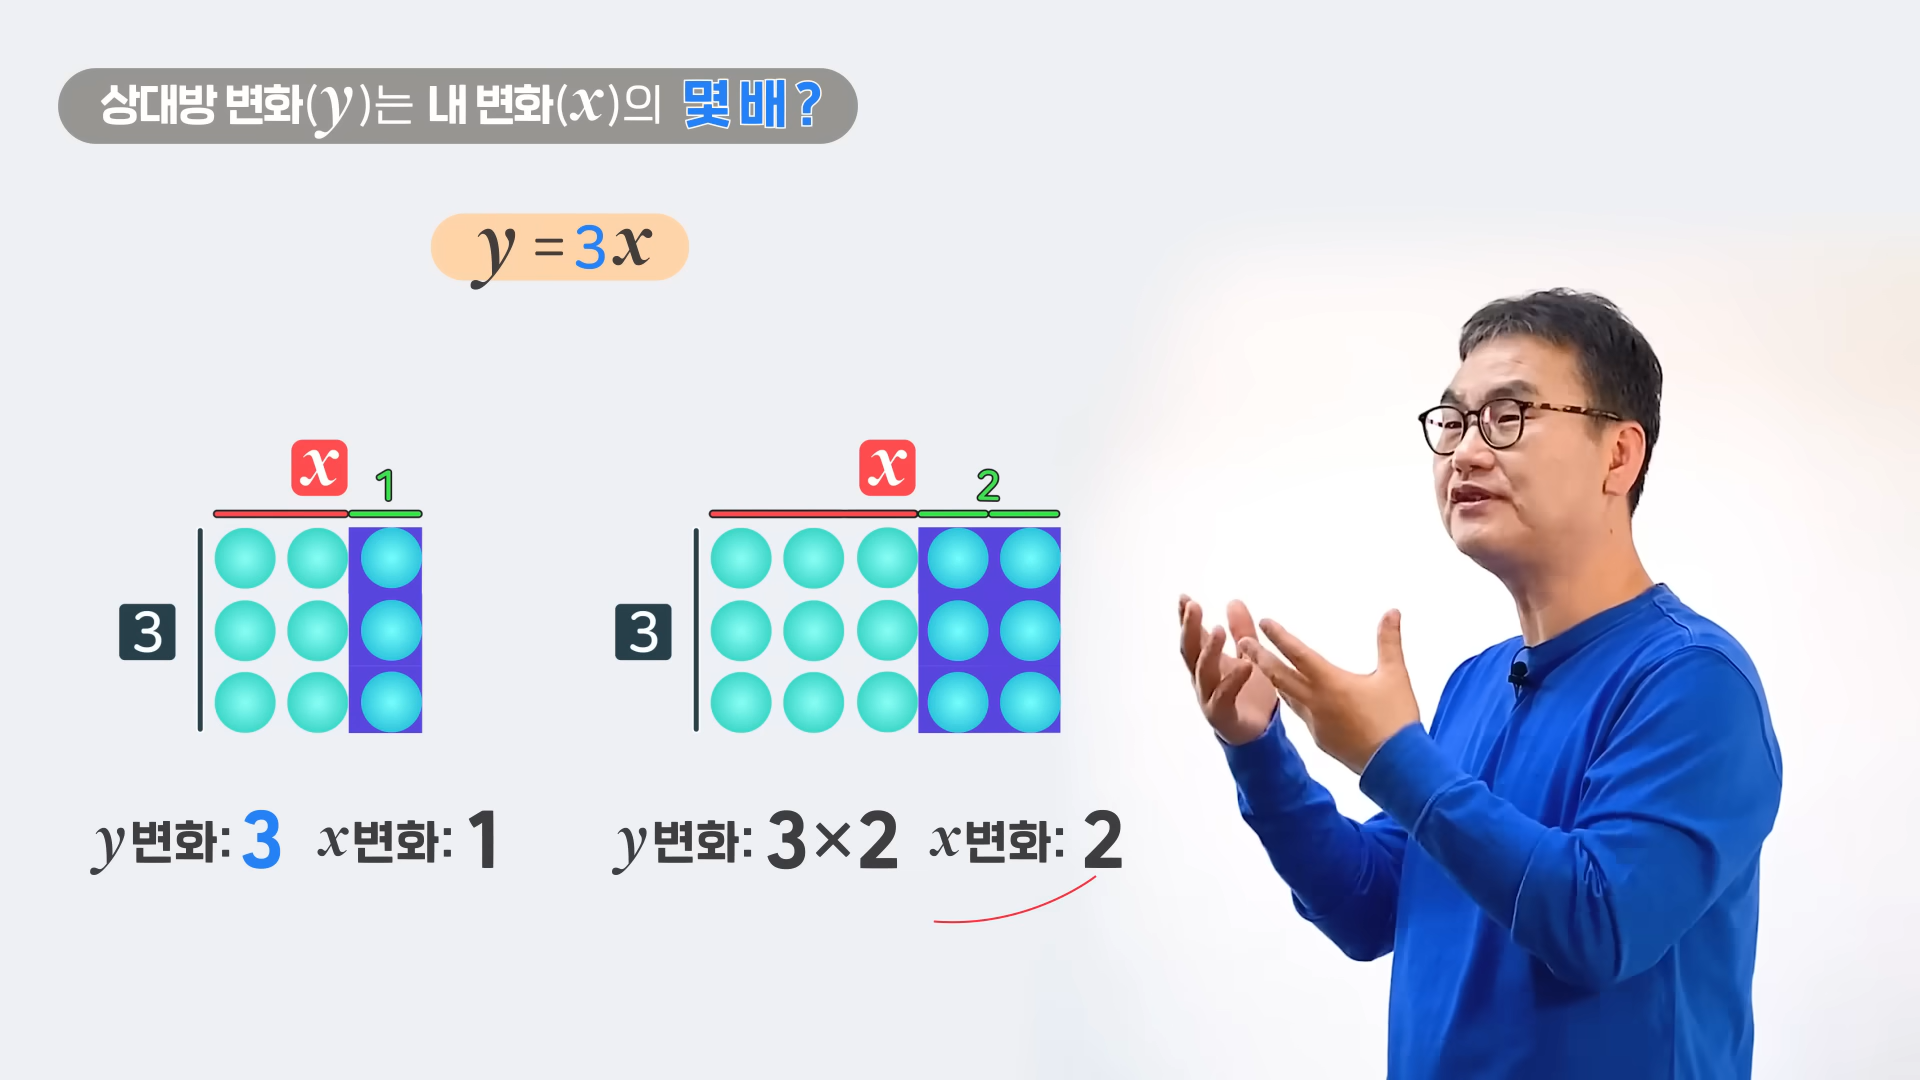 상대방 변화(y)는 내 변화(x)의 몇 배?
y = 3x
x 1
3
y변화: 3 x변화: 1
x 2
3
y변화: 3×2 x변화: 2